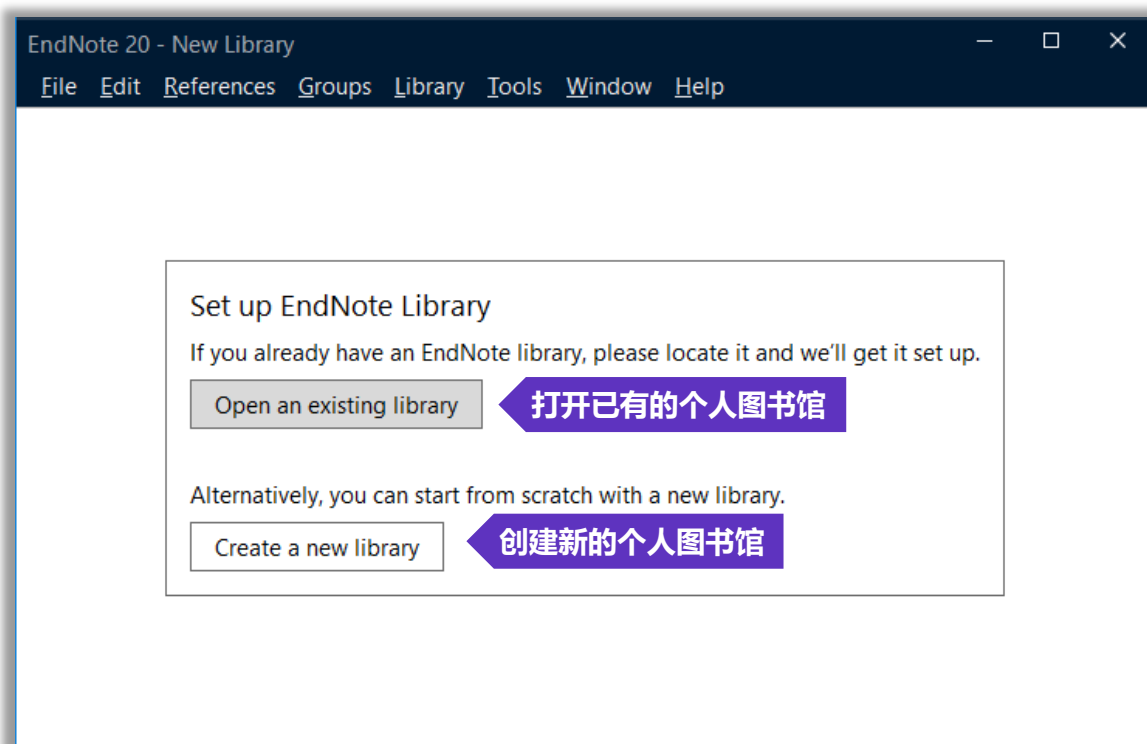 EndNote 20 - New Library
File Edit References Groups Library Tools Window Help
Set up EndNote Library
If you already have an EndNote library, please locate it and we'll get it set up.
Open an existing library
打开已有的个人图书馆
Alternatively, you can start from scratch with a new library.
Create a new library
创建新的个人图书馆